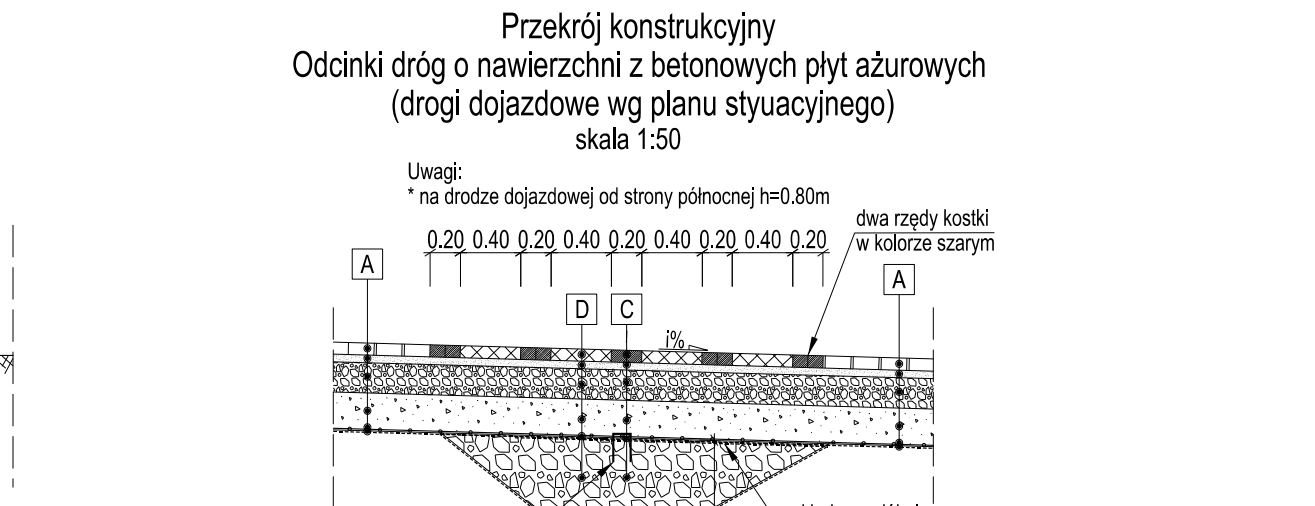 Przekrój konstrukcyjny
Odcinki dróg o nawierzchni z betonowych płyt ażurowych
(drogi dojazdowe wg planu styuacyjnego)
skala 1:50
Uwagi:
* na drodze dojazdowej od strony północnej h=0.80m
dwa rzędy kostki
w kolorze szarym
0.20 0.40 0.20 0.40 0.20 0.40 0.20 0.40 0.20
A
A
D C
i%